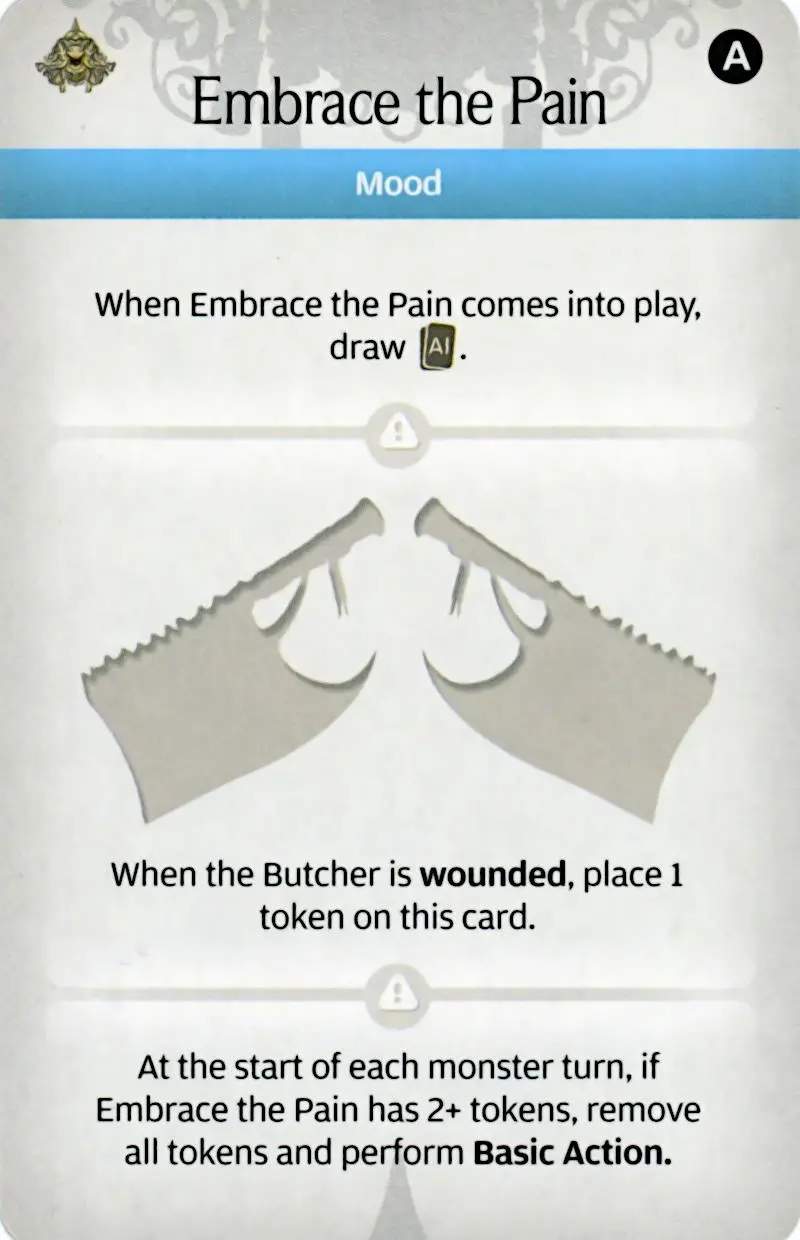 A
Embrace the Pain
Mood
When Embrace the Pain comes into play,
draw AI.
When the Butcher is wounded, place 1
token on this card.
At the start of each monster turn, if
Embrace the Pain has 2+ tokens, remove
all tokens and perform Basic Action.